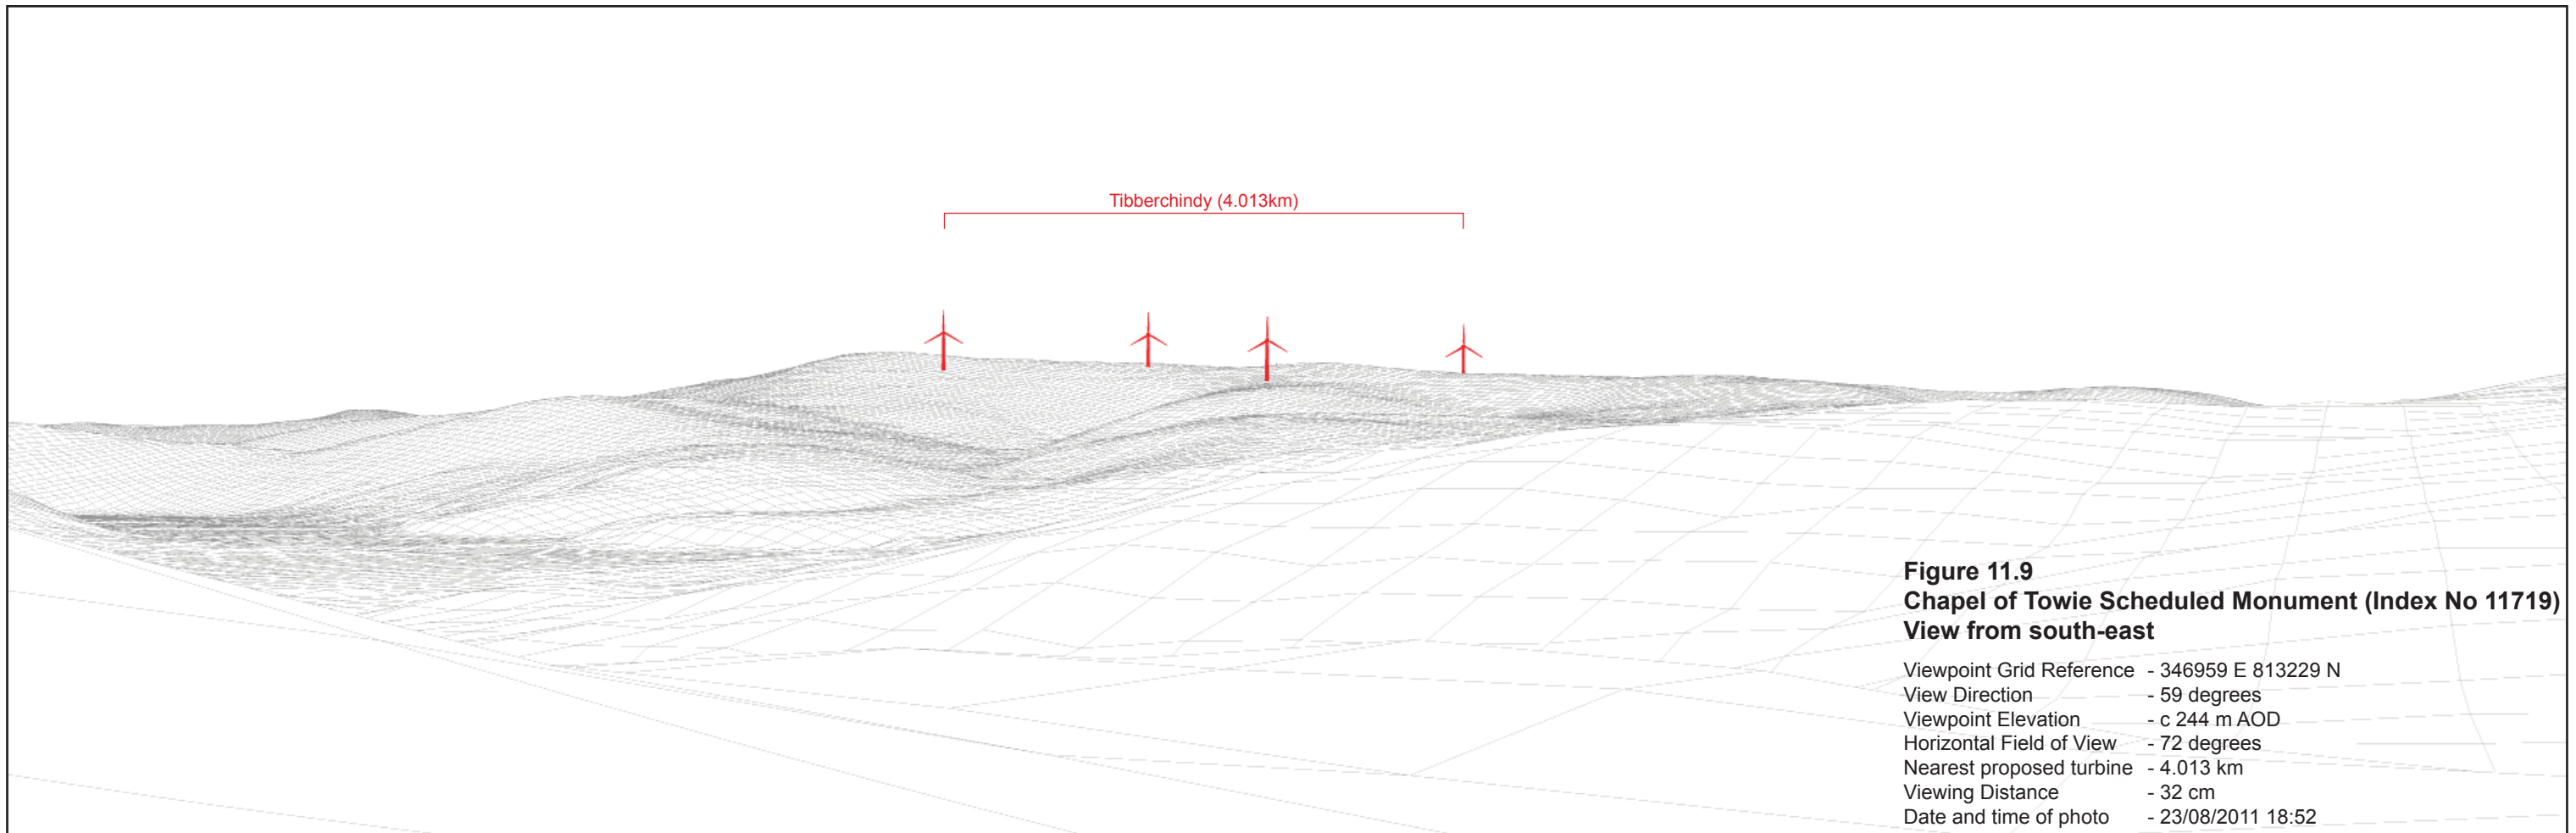 Tibberchindy (4.013km)
Figure 11.9
Chapel of Towie Scheduled Monument (Index No 11719)
View from south-east
Viewpoint Grid Reference - 346959 E 813229 N
View Direction - 59 degrees
Viewpoint Elevation - c 244 m AOD
Horizontal Field of View - 72 degrees
Nearest proposed turbine - 4.013 km
Viewing Distance - 32 cm
Date and time of photo - 23/08/2011 18:52